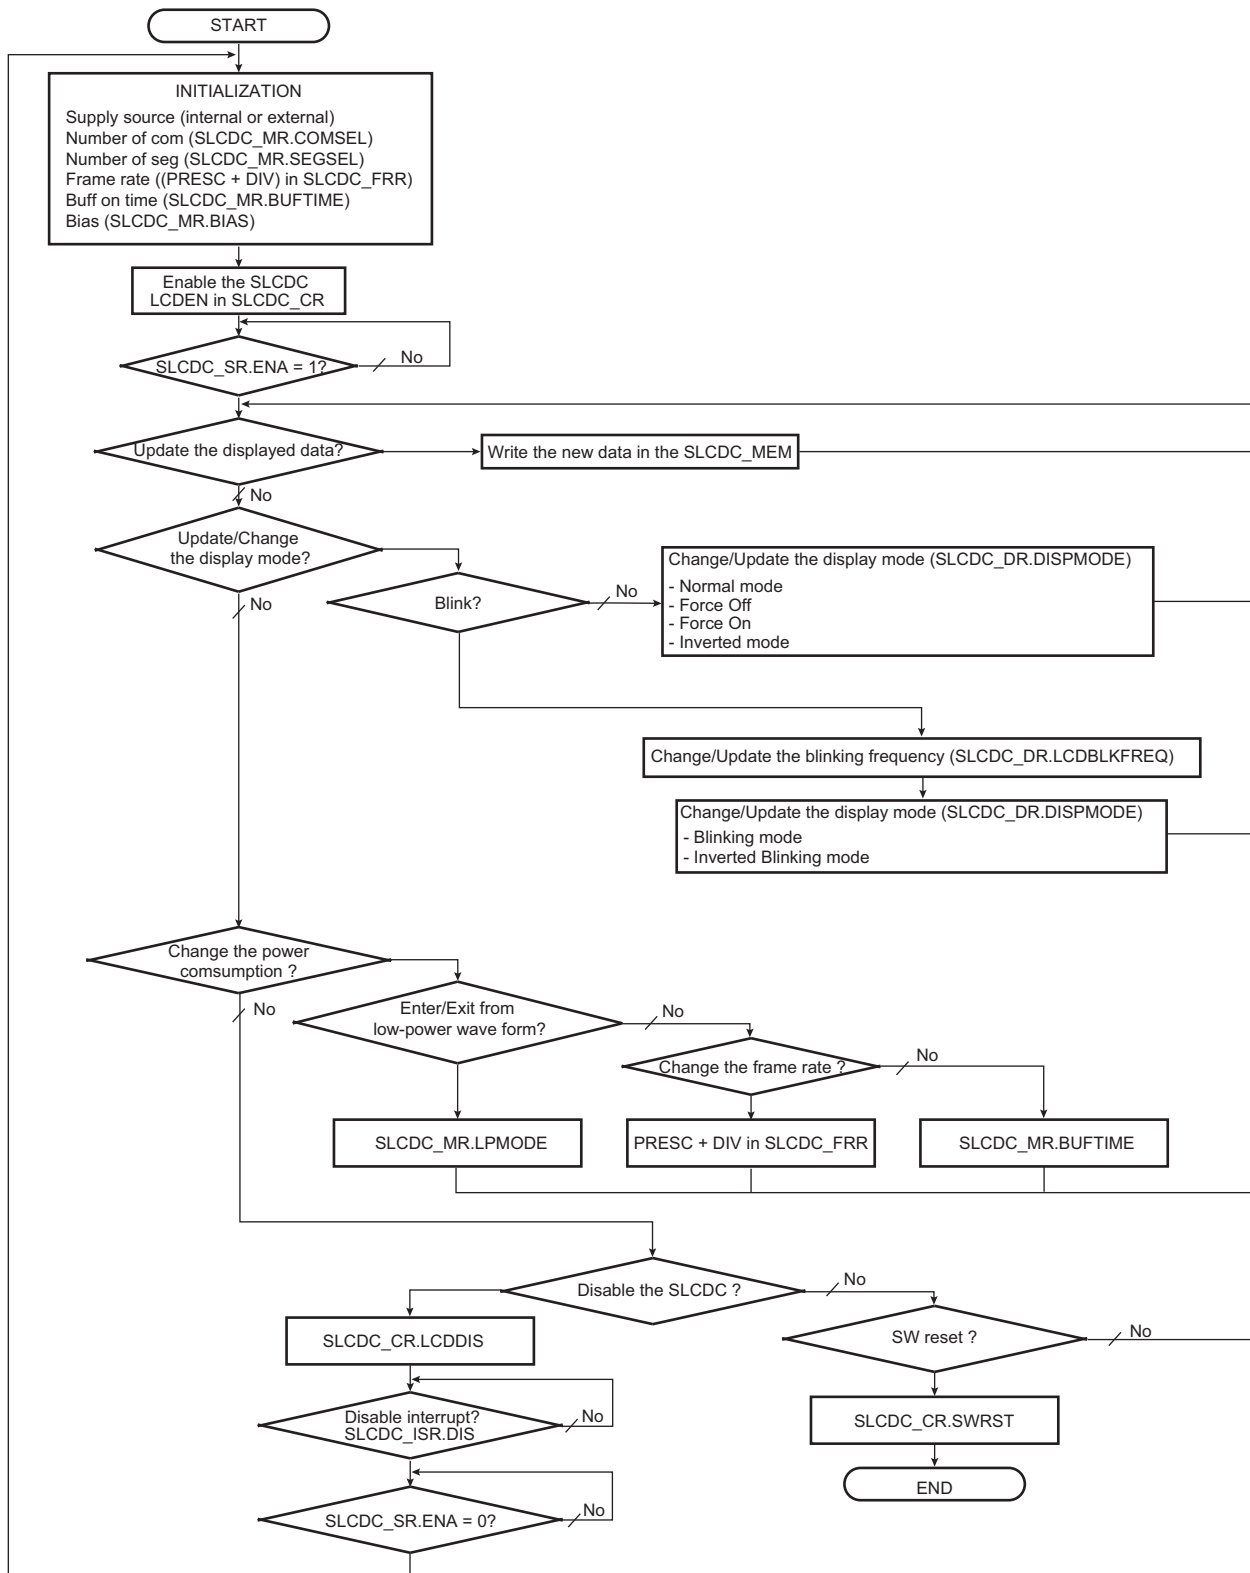 START
INITIALIZATION
Supply source (internal or external)
Number of com (SLCDC_MR.COMSEL)
Number of seg (SLCDC_MR.SEGSEL)
Frame rate ((PRESC + DIV) in SLCDC_FRR)
Buff on time (SLCDC_MR.BUFTIME)
Bias (SLCDC_MR.BIAS)
Enable the SLCDC
LCDEN in SLCDC_CR
SLCDC_SR.ENA = 1?
No
Update the displayed data?
Write the new data in the SLCDC_MEM
No
Update/Change
the display mode?
No
Blink?
No
Change/Update the display mode (SLCDC_DR.DISPMODE)
- Normal mode
- Force Off
- Force On
- Inverted mode
Change/Update the blinking frequency (SLCDC_DR.LCDBLKFREQ)
Change/Update the display mode (SLCDC_DR.DISPMODE)
- Blinking mode
- Inverted Blinking mode
Change the power
comsumption ?
No
Enter/Exit from
low-power wave form?
No
Change the frame rate ?
No
SLCDC_MR.LPMODE
PRESC + DIV in SLCDC_FRR
SLCDC_MR.BUFTIME
Disable the SLCDC ?
No
SLCDC_CR.LCDDIS
SW reset ?
No
Disable interrupt?
SLCDC_ISR.DIS
No
SLCDC_CR.SWRST
END
SLCDC_SR.ENA = 0?
No